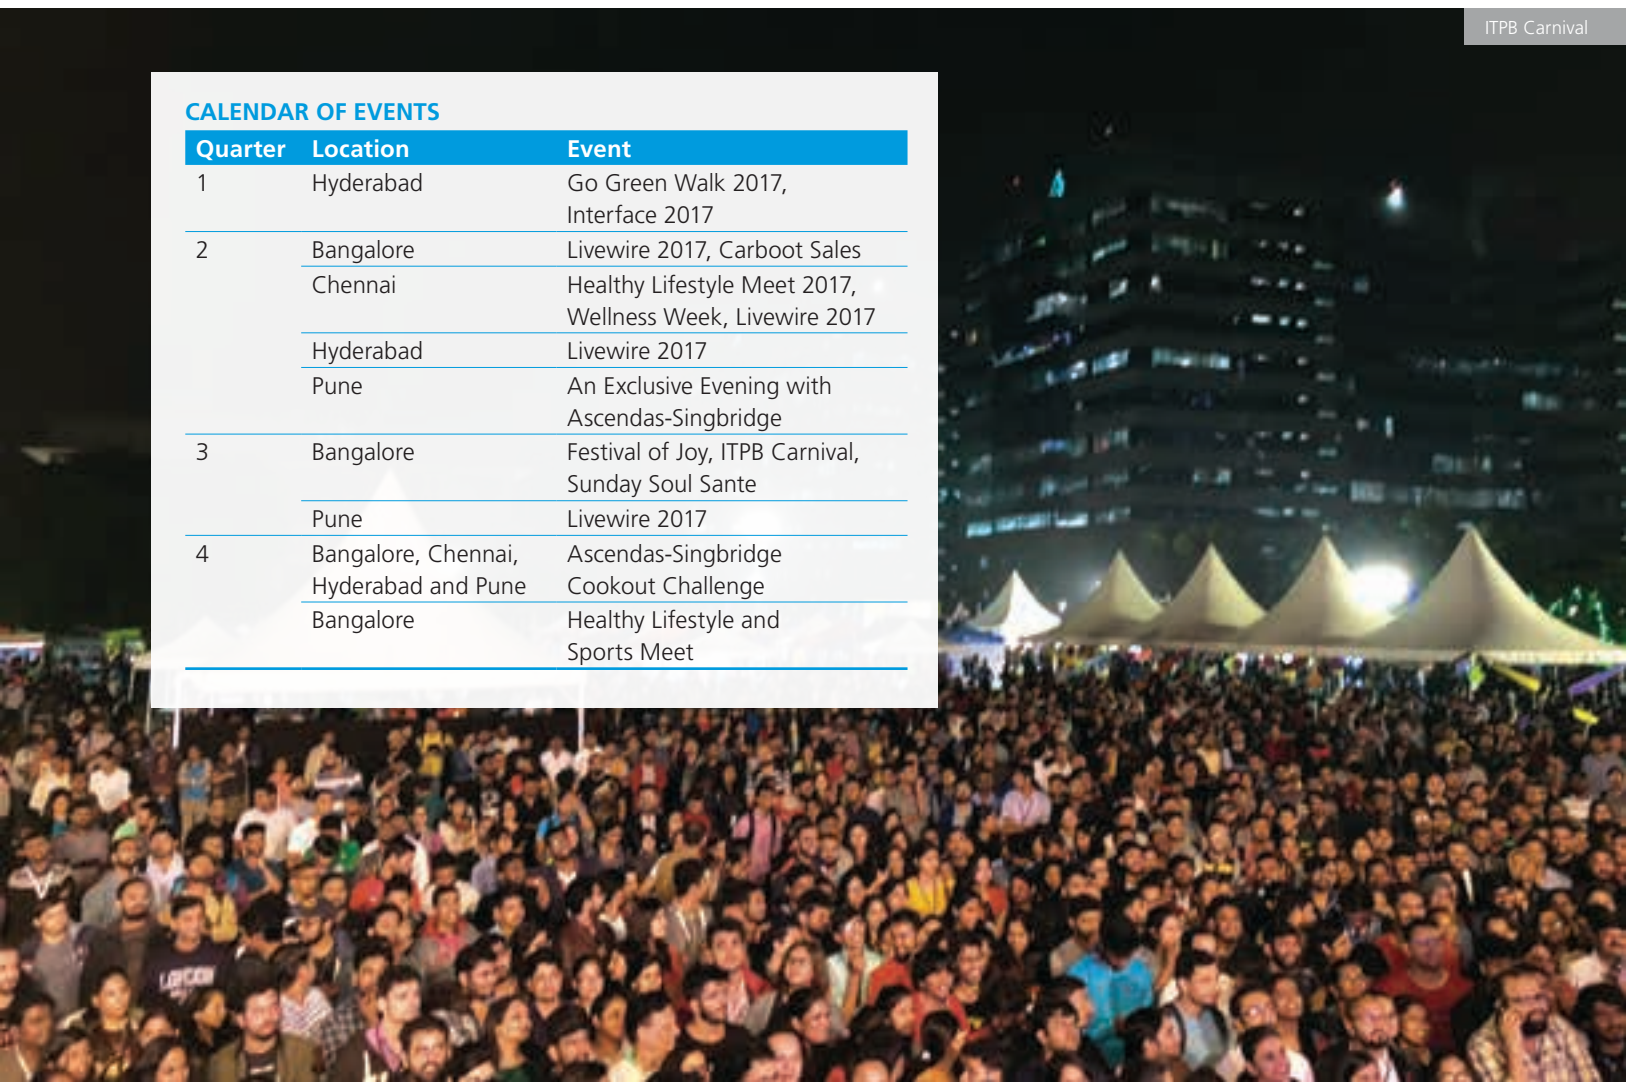 ITPB Carnival
CALENDAR OF EVENTS
Quarter Location Event
1 Hyderabad Go Green Walk 2017,
Interface 2017
2 Bangalore Livewire 2017, Carboot Sales
Chennai Healthy Lifestyle Meet 2017,
Wellness Week, Livewire 2017
Hyderabad Livewire 2017
Pune An Exclusive Evening with
Ascendas-Singbridge
3 Bangalore Festival of Joy, ITPB Carnival,
Sunday Soul Sante
Pune Livewire 2017
4 Bangalore, Chennai, Ascendas-Singbridge
Hyderabad and Pune Cookout Challenge
Bangalore Healthy Lifestyle and
Sports Meet